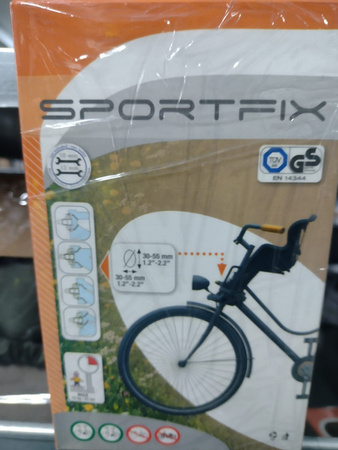 SPORTFIX
TÜV
GS
EN 14344
30-55 mm
1.2"-2.2"
30-55 mm
1.2"-2.2"